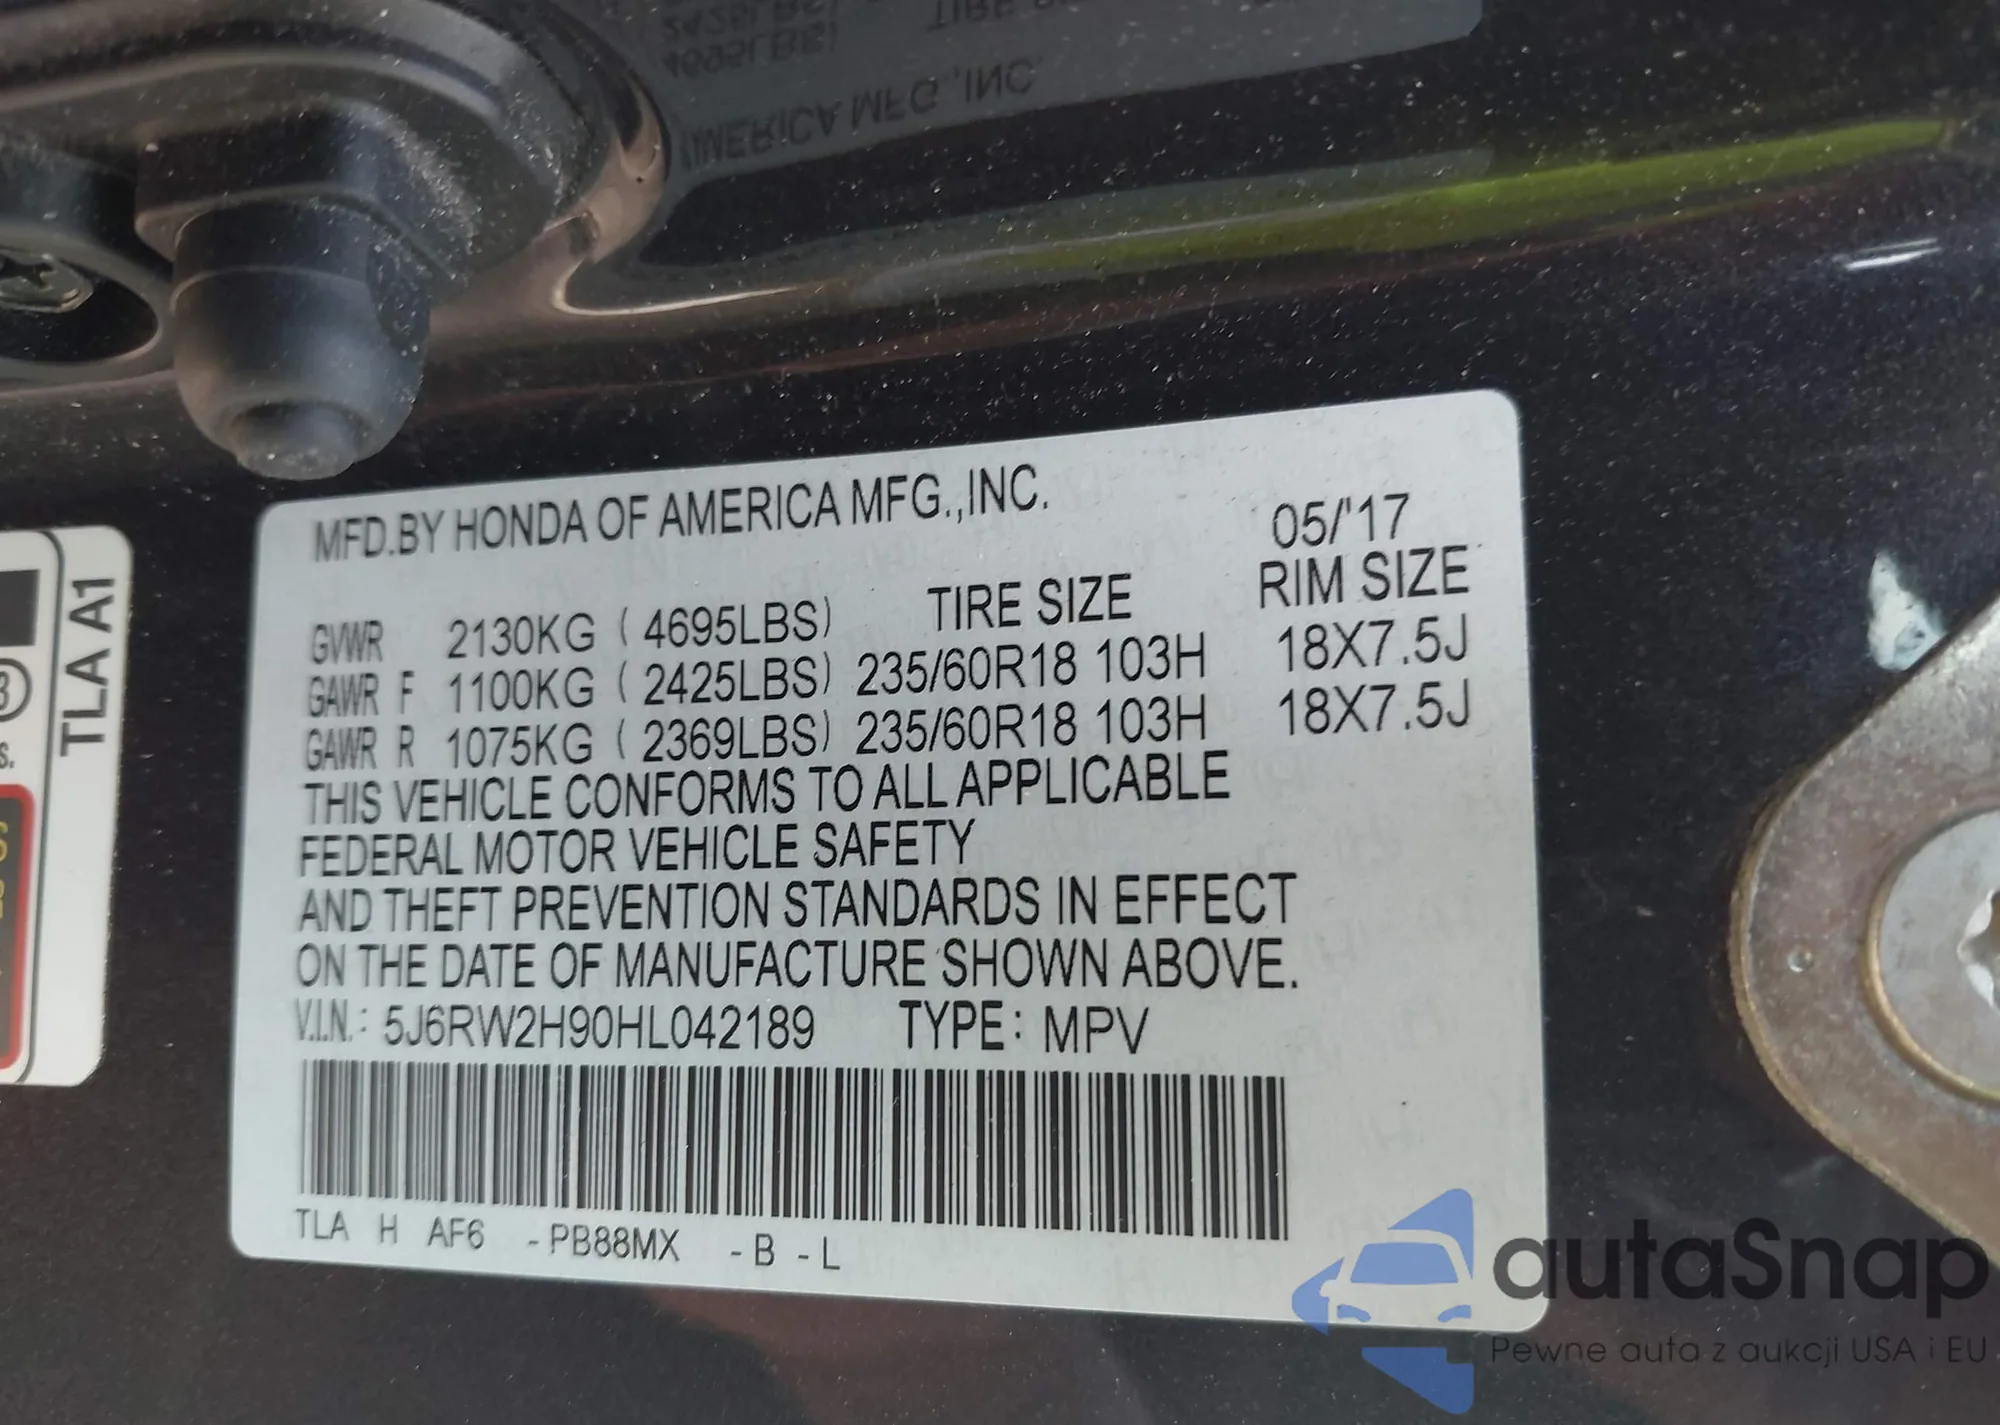 MFD.BY HONDA OF AMERICA MFG.,INC. 05/'17
TIRE SIZE RIM SIZE
GVWR 2130KG ( 4695LBS)
GAWR F 1100KG ( 2425LBS) 235/60R18 103H 18X7.5J
GAWR R 1075KG ( 2369LBS) 235/60R18 103H 18X7.5J
THIS VEHICLE CONFORMS TO ALL APPLICABLE
FEDERAL MOTOR VEHICLE SAFETY
AND THEFT PREVENTION STANDARDS IN EFFECT
ON THE DATE OF MANUFACTURE SHOWN ABOVE.
V.I.N.: 5J6RW2H90HL042189 TYPE: MPV
TLA H AF6 -PB88MX -B -L
TLA A1
autaSnap
Pewne auta z aukcji USA i EU